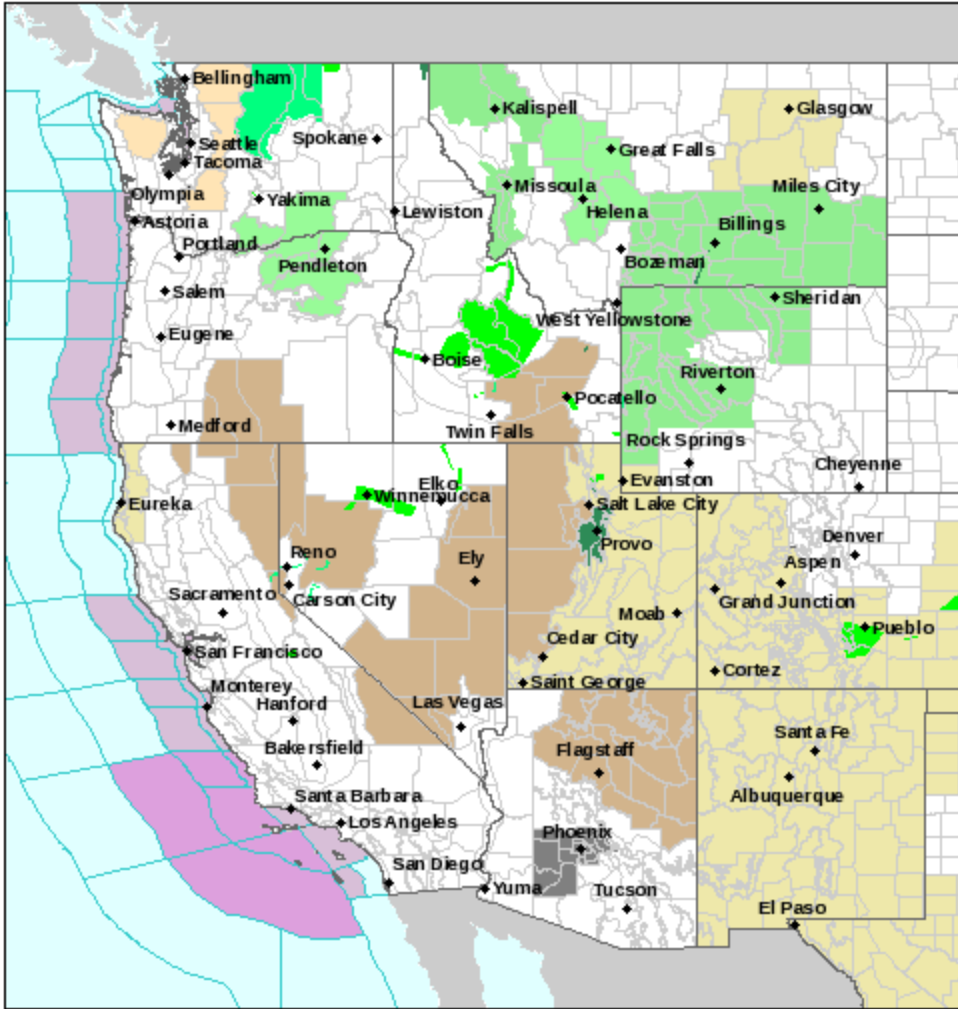 Bellingham
Kalispell
Glasgow
Seattle
Spokane
Great Falls
Tacoma
Missoula
Miles City
Olympia
Yakima
Helena
Lewiston
Astoria
Billings
Portland
Bozeman
Pendleton
Salem
Sheridan
West Yellowstone
Eugene
Boise
Riverton
Pocatello
Medford
Twin Falls
Rock Springs
Cheyenne
Elko
Evanston
Winnemucca
Eureka
Salt Lake City
Denver
Provo
Reno
Ely
Aspen
Sacramento
Carson City
Grand Junction
Moab
Pueblo
Cedar City
San Francisco
Cortez
Saint George
Monterey
Hanford
Las Vegas
Santa Fe
Bakersfield
Flagstaff
Albuquerque
Santa Barbara
Los Angeles
Phoenix
San Diego
Yuma
Tucson
El Paso